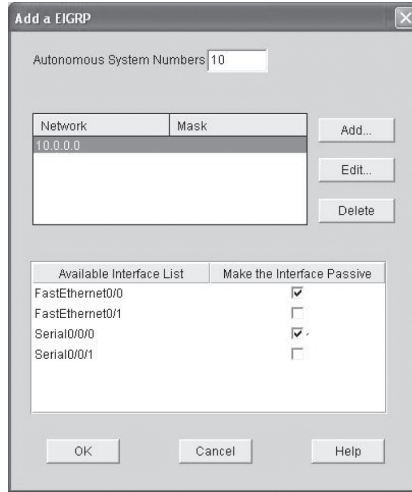 Add a EIGRP
Autonomous System Numbers 10
Network Mask
10.0.0.0
Add...
Edit...
Delete
Available Interface List Make the Interface Passive
FastEthernet0/0
FastEthernet0/1
Serial0/0/0
Serial0/0/1
OK Cancel Help